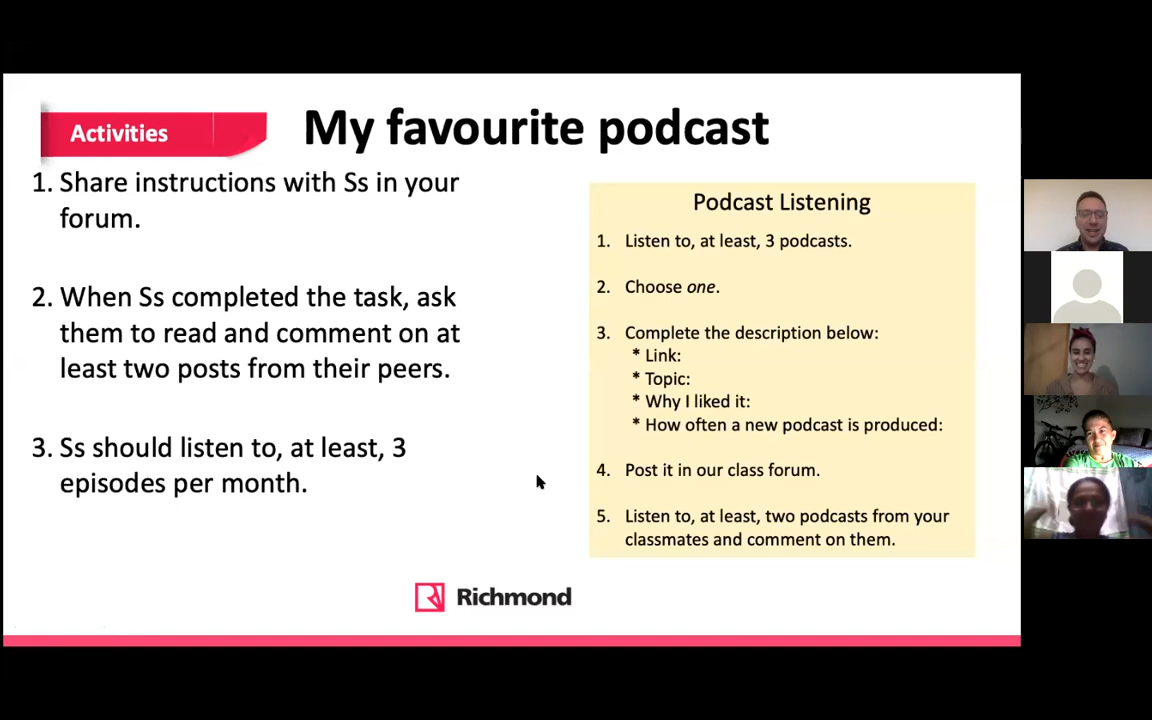 Activities
My favourite podcast
1. Share instructions with Ss in your
forum.
2. When Ss completed the task, ask
them to read and comment on at
least two posts from their peers.
3. Ss should listen to, at least, 3
episodes per month.
Podcast Listening
1. Listen to, at least, 3 podcasts.
2. Choose one.
3. Complete the description below:
* Link:
* Topic:
* Why I liked it:
* How often a new podcast is produced:
4. Post it in our class forum.
5. Listen to, at least, two podcasts from your
classmates and comment on them.
Richmond